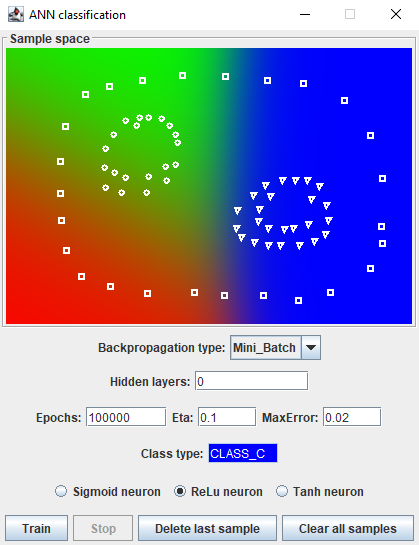 ANN classification
Sample space
Backpropagation type: Mini_Batch
Hidden layers: 0
Epochs: 100000 Eta: 0.1 MaxError: 0.02
Class type: CLASS_C
Sigmoid neuron ReLu neuron Tanh neuron
Train Stop Delete last sample Clear all samples